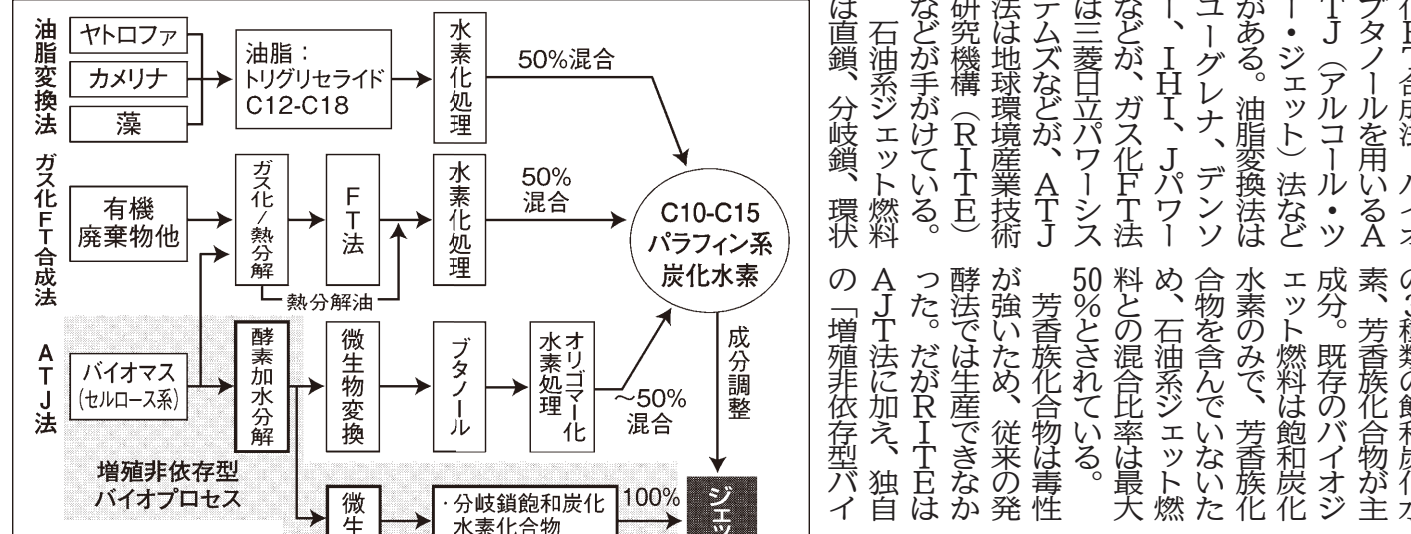 油脂変換法
ヤトロファ
カメリナ
藻
油脂：
トリグリセライド
C12-C18
水素化処理
50%混合
ガス化FT合成法
有機
廃棄物他
ガス化/熱分解
FT法
熱分解油
水素化処理
50%
混合
C10-C15
パラフィン系
炭化水素
ATJ法
バイオマス
(セルロース系)
酵素加水分解
微生物変換
ブタノール
オリゴマー化
水素処理
～50%
混合
成分調整
増殖非依存型
バイオプロセス
微生
・分岐鎖飽和炭化
水素化合物
100%
ジェッ
化ＦＴ合成法、バイオ
ブタノールを用いるＡ
ＴＪ（アルコール・ツ
ー・ジェット）法など
がある。油脂変換法は
ユーグレナ、デンソ
ー、ＩＨＩ、Ｊパワー
などが、ガス化ＦＴ法
は三菱日立パワーシス
テムズなどが、ＡＴＪ
法は地球環境産業技術
研究機構（ＲＩＴＥ）
などが手がけている。
石油系ジェット燃料
は直鎖、分岐鎖、環状
の３種類の飽和炭化水
素、芳香族化合物が主
成分。既存のバイオジ
ェット燃料は飽和炭化
水素のみで、芳香族化
合物を含んでいないた
め、石油系ジェット燃
料との混合比率は最大
50％とされている。
芳香族化合物は毒性
が強いため、従来の発
酵法では生産できなか
った。だがＲＩＴＥは
ＡＪＴ法に加え、独自
の「増殖非依存型バイ